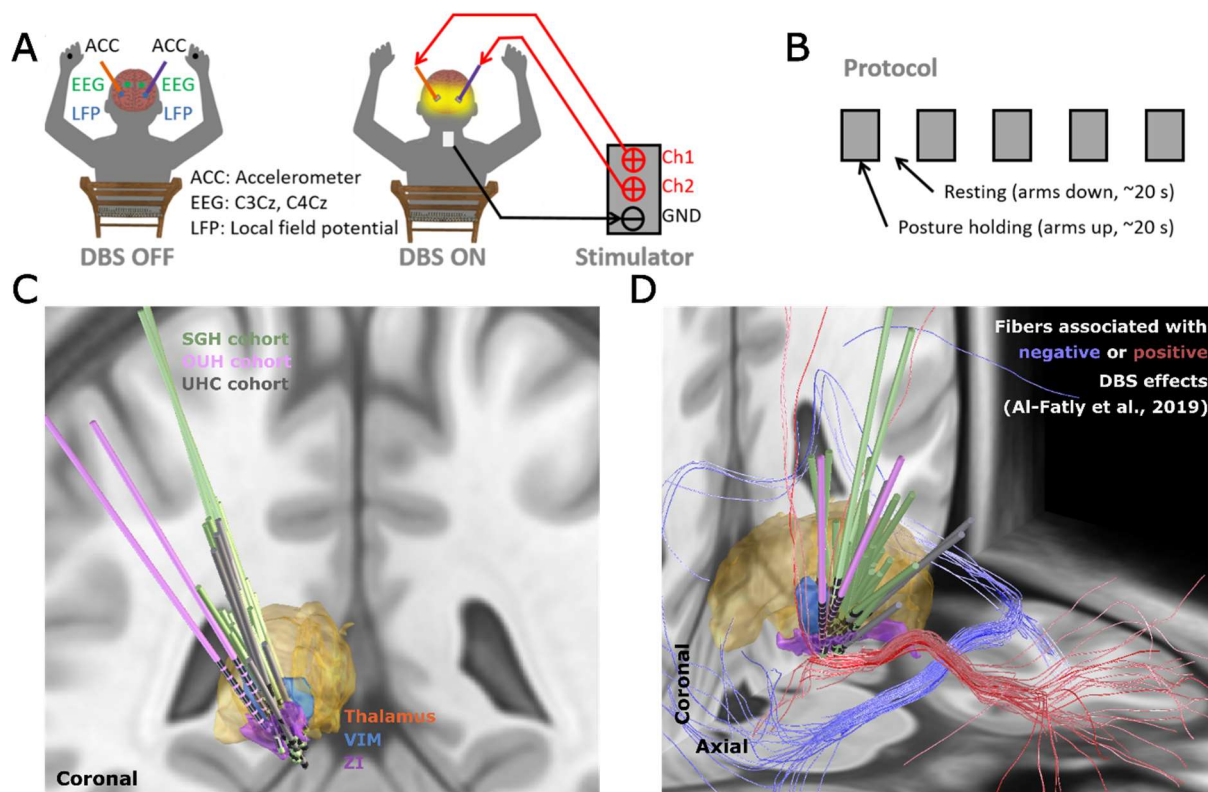 A
ACC ACC
EEG EEG
LFP LFP
ACC: Accelerometer
EEG: C3Cz, C4Cz
LFP: Local field potential
DBS OFF
DBS ON
Ch1
Ch2
GND
Stimulator
B
Protocol
Resting (arms down, ~20 s)
Posture holding (arms up, ~20 s)
C
SGH cohort
OUH cohort
UHC cohort
Thalamus
VIM
ZI
Coronal
D
Fibers associated with
negative or positive
DBS effects
(Al-Fatly et al., 2019)
Coronal
Axial